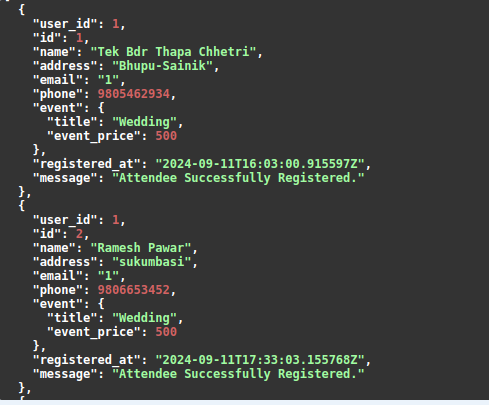 {
"user_id": 1,
"id": 1,
"name": "Tek Bdr Thapa Chhetri",
"address": "Bhupu-Sainik",
"email": "1",
"phone": 9805462934,
"event": {
"title": "Wedding",
"event_price": 500
},
"registered_at": "2024-09-11T16:03:00.915597Z",
"message": "Attendee Successfully Registered."
},
{
"user_id": 1,
"id": 2,
"name": "Ramesh Pawar",
"address": "sukumbasi",
"email": "1",
"phone": 9806653452,
"event": {
"title": "Wedding",
"event_price": 500
},
"registered_at": "2024-09-11T17:33:03.155768Z",
"message": "Attendee Successfully Registered."
},
{